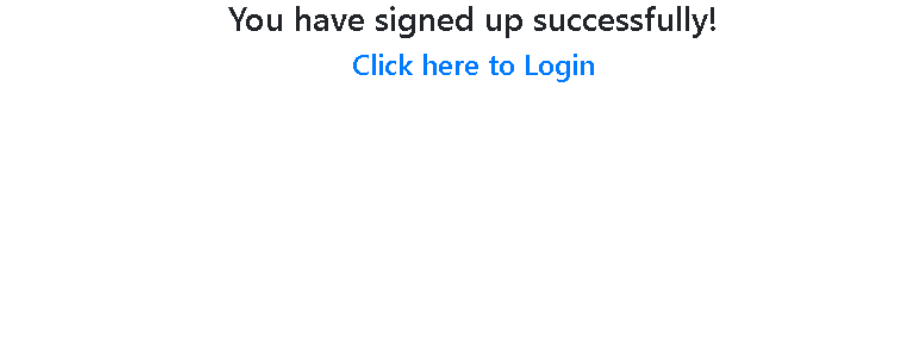 You have signed up successfully!
Click here to Login